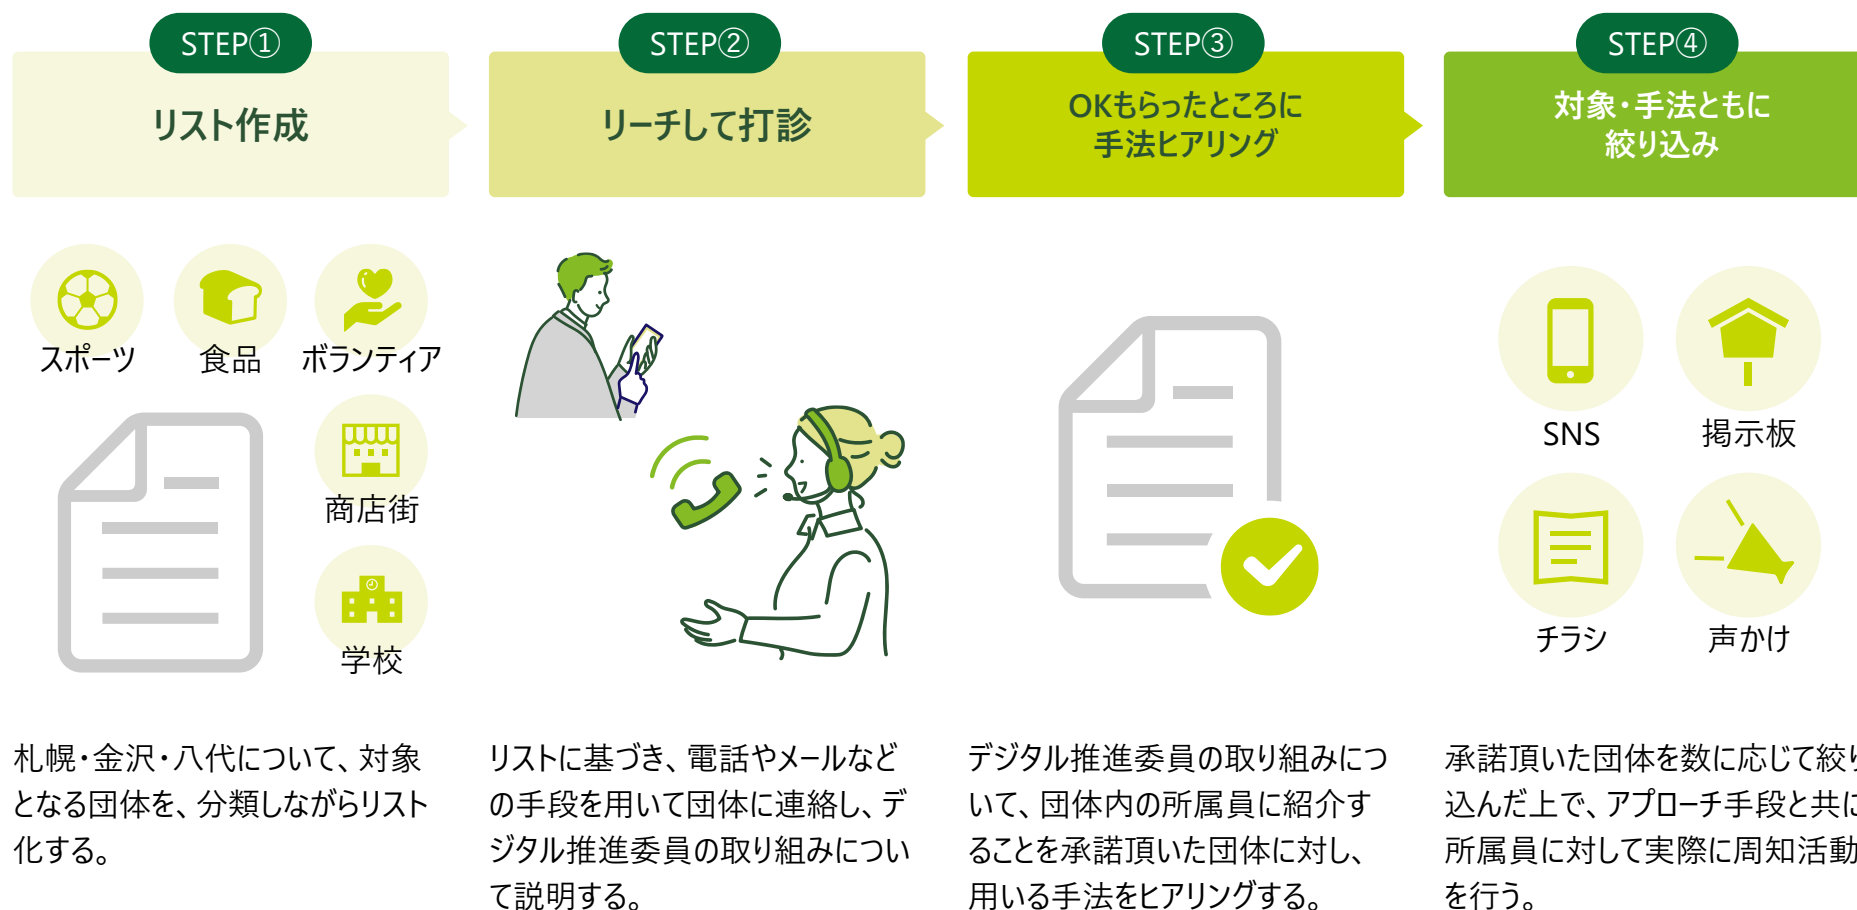 STEP①
リスト作成
スポーツ
食品
ボランティア
商店街
学校
札幌・金沢・八代について、対象
となる団体を、分類しながらリスト
化する。
STEP②
リーチして打診
リストに基づき、電話やメールなど
の手段を用いて団体に連絡し、デ
ジタル推進委員の取り組みについ
て説明する。
STEP③
OKもらったところに
手法ヒアリング
デジタル推進委員の取り組みにつ
いて、団体内の所属員に紹介す
ることを承諾頂いた団体に対し、
用いる手法をヒアリングする。
STEP④
対象・手法ともに
絞り込み
SNS
掲示板
チラシ
声かけ
承諾頂いた団体を数に応じて絞り
込んだ上で、アプローチ手段と共に
所属員に対して実際に周知活動
を行う。